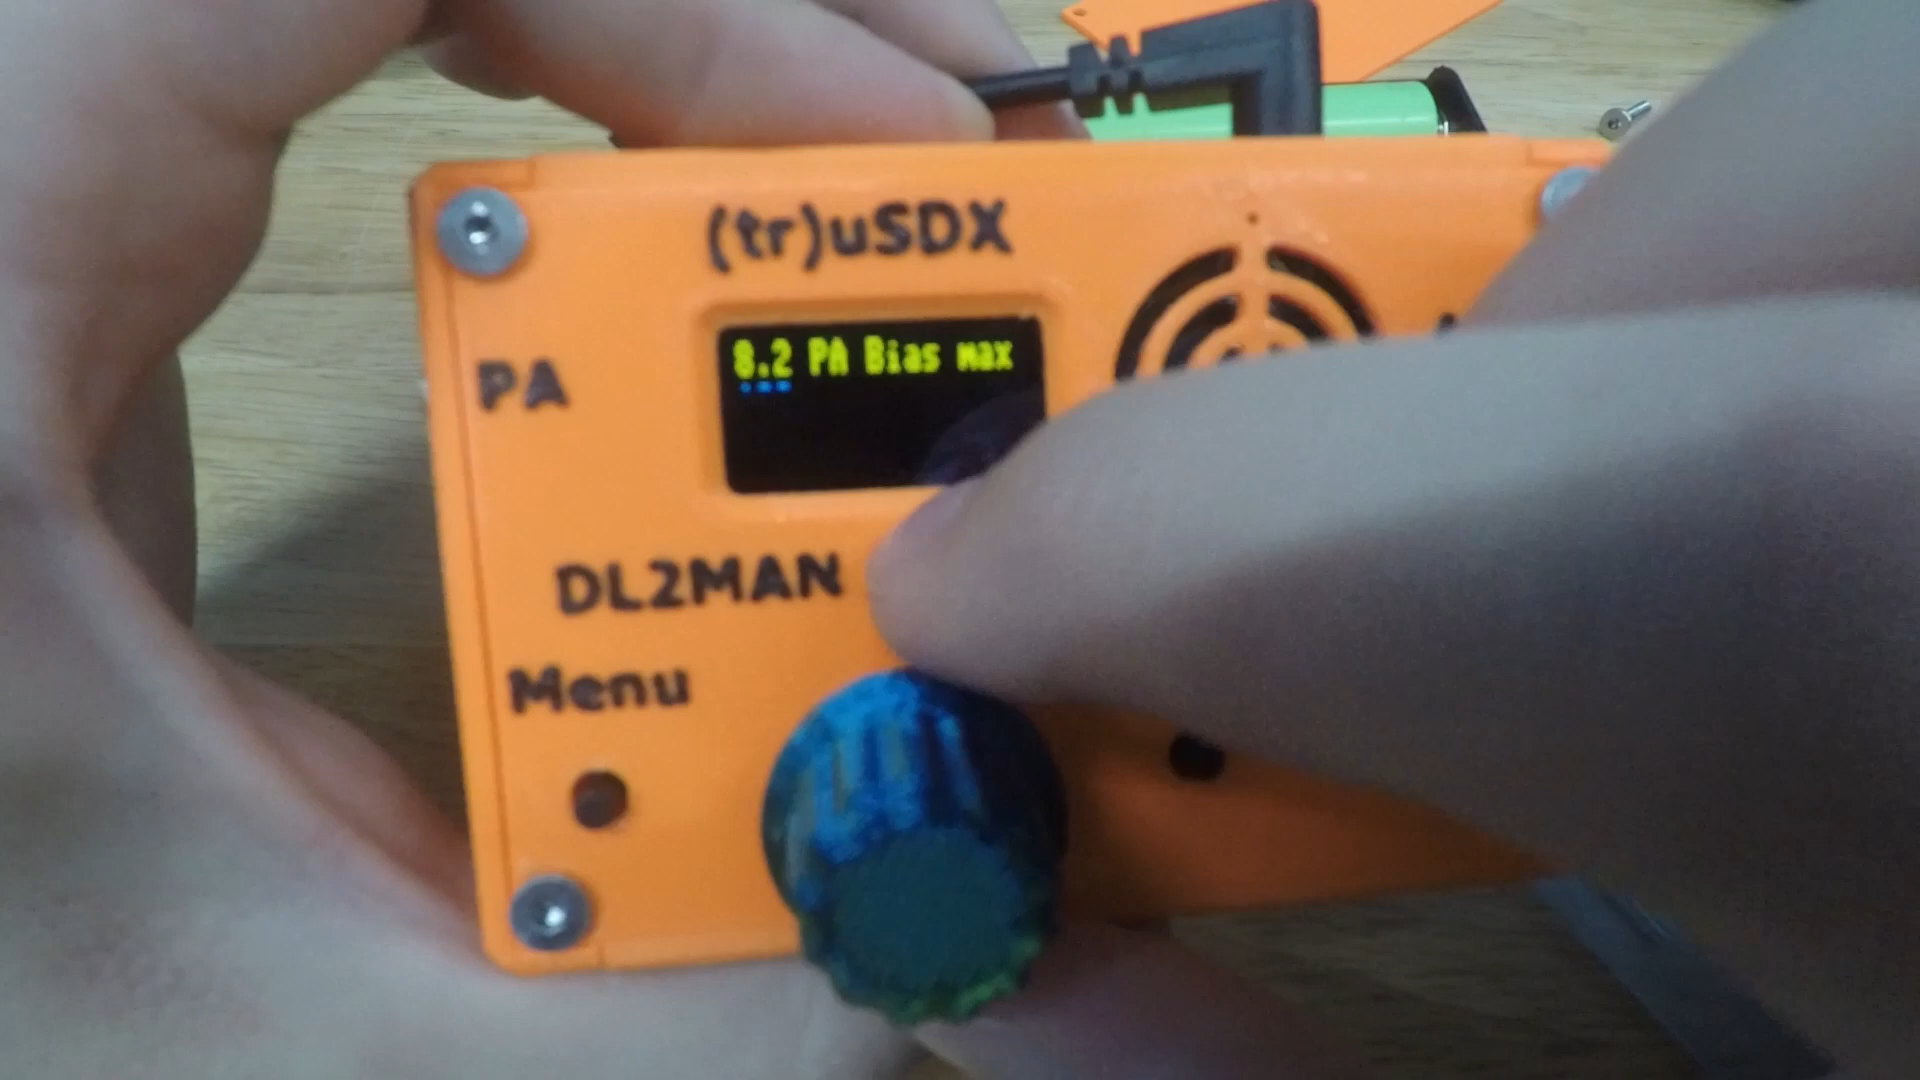 (tr)uSDX
8.2 PA Bias max
PA
DL2MAN
Menu